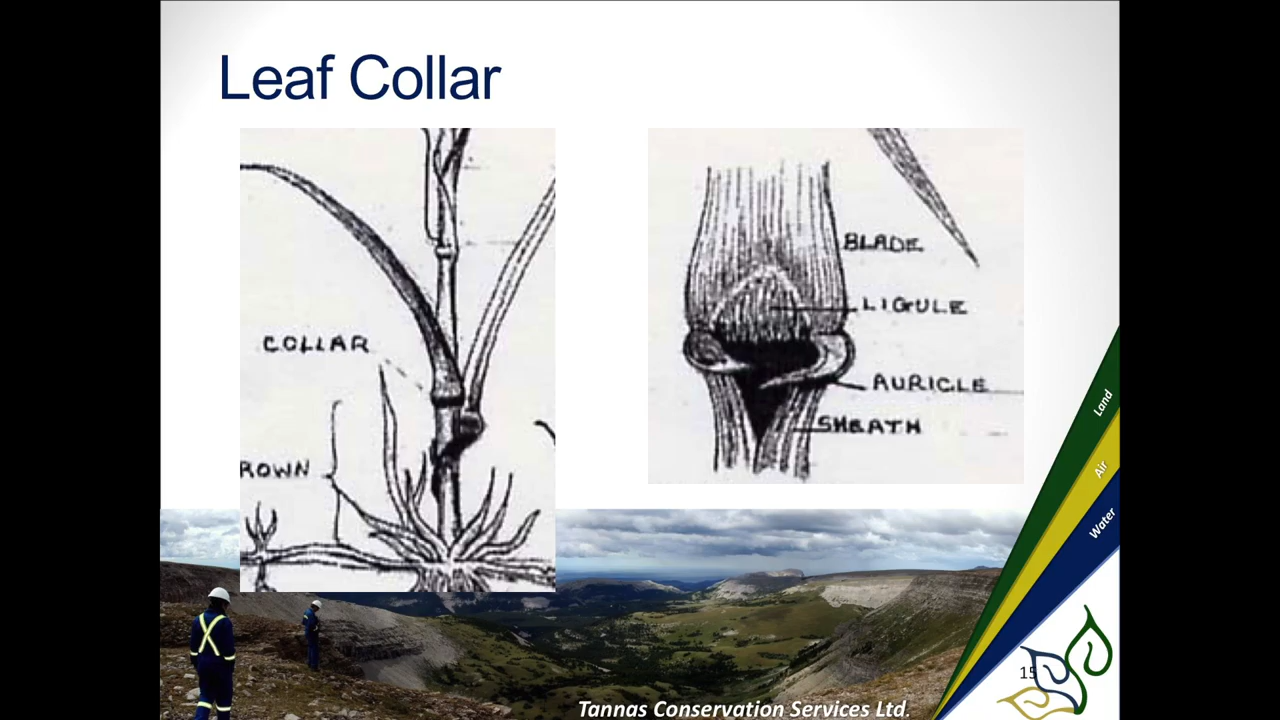 Leaf Collar
COLLAR
ROWN
BLADE
LIGULE
AURICLE
SHEATH
Land
Air
Water
15
Tannas Conservation Services Ltd.